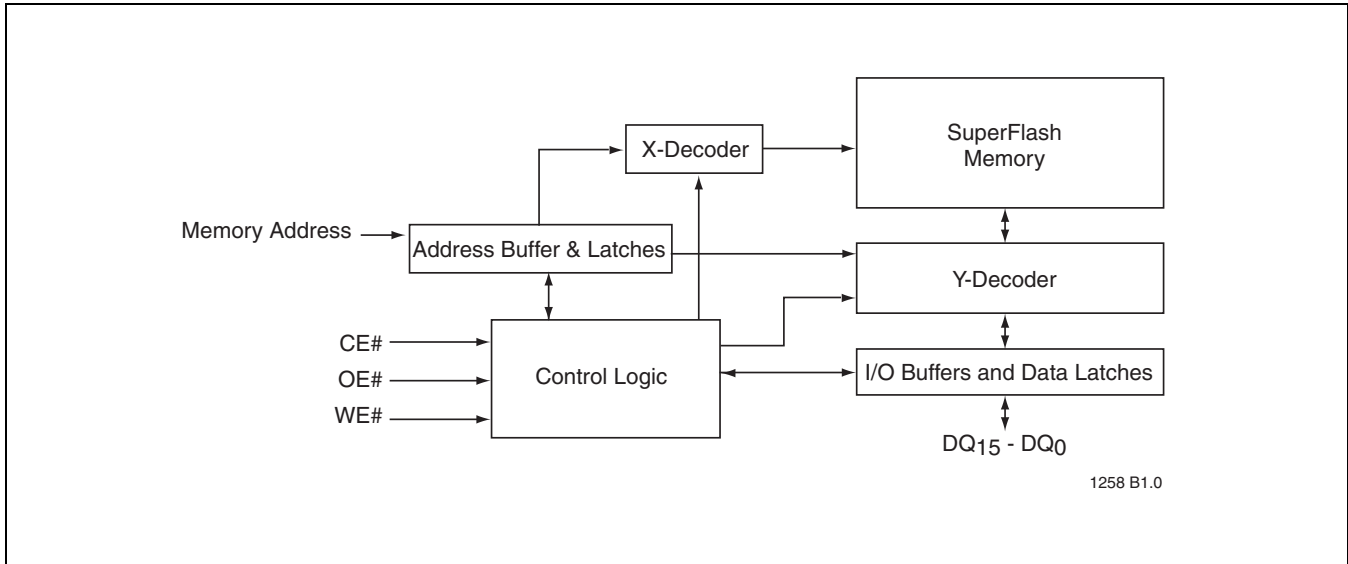 SuperFlash
Memory
X-Decoder
Memory Address
Address Buffer & Latches
Y-Decoder
CE#
OE#
WE#
Control Logic
I/O Buffers and Data Latches
DQ15 - DQ0
1258 B1.0